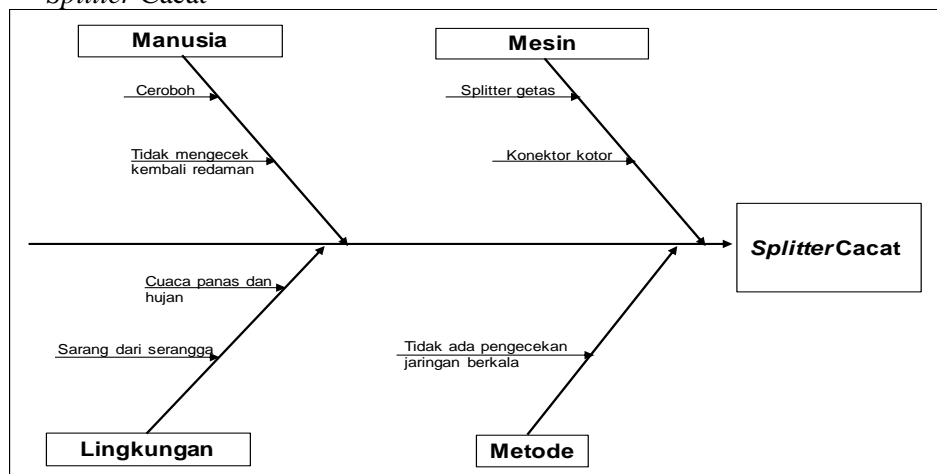 Splitter Cacat
Manusia
Mesin
Ceroboh
Splitter getas
Tidak mengecek
kembali redaman
Konektor kotor
Splitter Cacat
Cuaca panas dan
hujan
Sarang dari serangga
Tidak ada pengecekan
jaringan berkala
Lingkungan
Metode